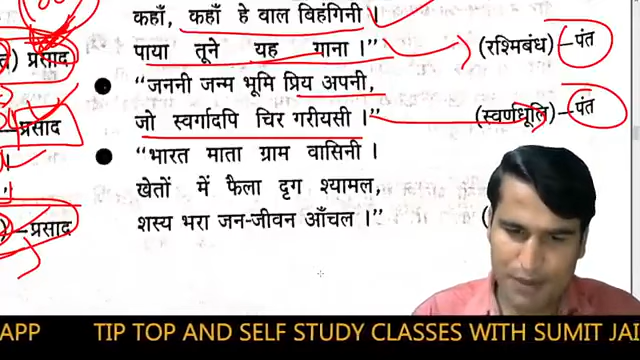 कहाँ, कहाँ हे वाल विहंगिनी ।
पाया तूने यह गाना ।” (रश्मिबंध) –पंत
प्रसाद
“जननी जन्म भूमि प्रिय अपनी,
जो स्वर्गादपि चिर गरीयसी ।” (स्वर्णधूलि) –पंत
–प्रसाद
“भारत माता ग्राम वासिनी ।
खेतों में फैला दृग श्यामल,
शस्य भरा जन-जीवन आँचल ।”
–प्रसाद
APP TIP TOP AND SELF STUDY CLASSES WITH SUMIT JAI